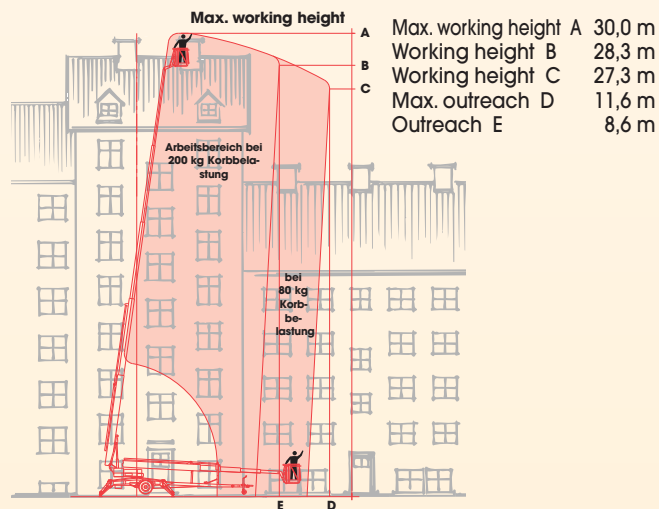 Max. working height
A
B
C
Max. working height A 30,0 m
Working height B 28,3 m
Working height C 27,3 m
Max. outreach D 11,6 m
Outreach E 8,6 m
Arbeitsbereich bei
200 kg Korbbela-
stung
bei
80 kg
Korb-
be-
lastung
E D